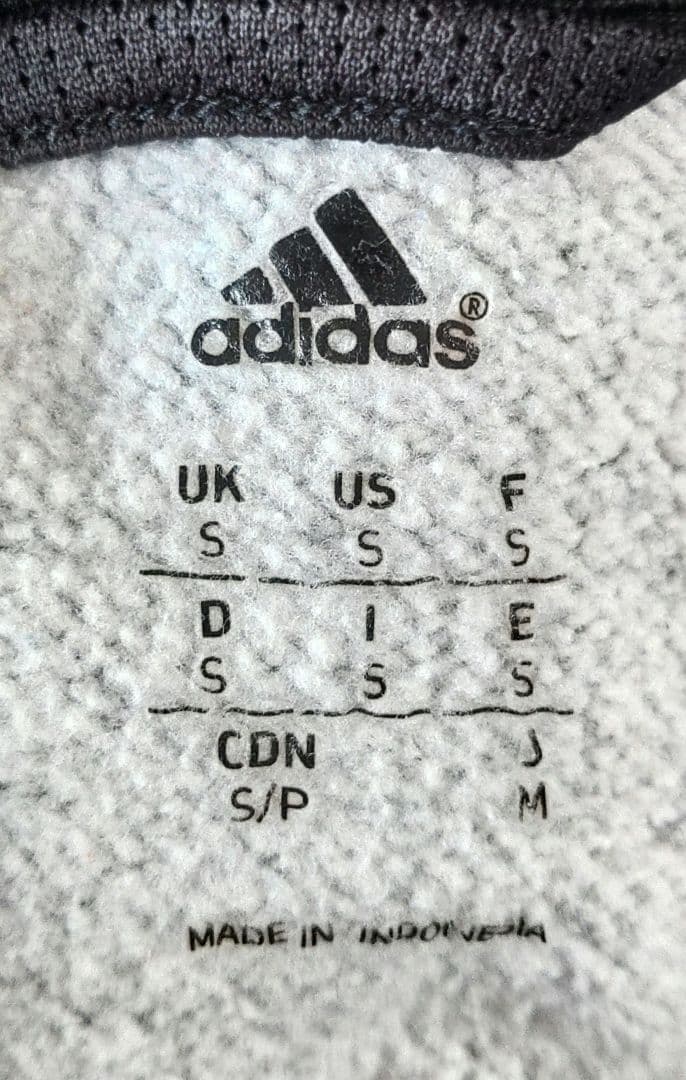 adidas®
UK US F
S S S
D I E
S S S
CDN J
S/P M
MADE IN INDONESIA